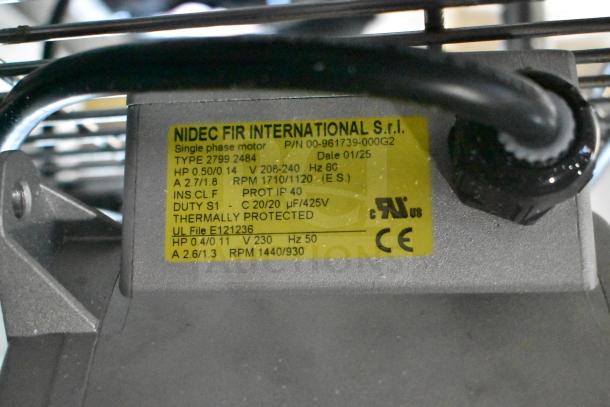 NIDEC FIR INTERNATIONAL S.r.l.
Single phase motor P/N 00-961739-000G2
TYPE 2799.2484 Date 01/25
HP 0.50/0.14 V 208-240 Hz 60
A 2.7/1.8 RPM 1710/1120 (E.S.)
INS.CL F PROT IP 40
DUTY S1 - C 20/20 µF/425V
THERMALLY PROTECTED
UL File E121236
HP 0.4/0.11 V 230 Hz 50
A 2.6/1.3 RPM 1440/930
c RU us
CE
AUCTIONS